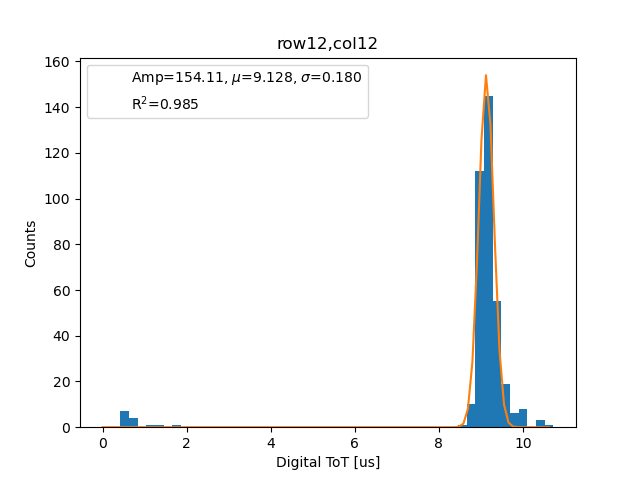 row12,col12
Amp=154.11, μ=9.128, σ=0.180
R²=0.985
160
140
120
100
80
60
40
20
0
Counts
0 2 4 6 8 10
Digital ToT [us]